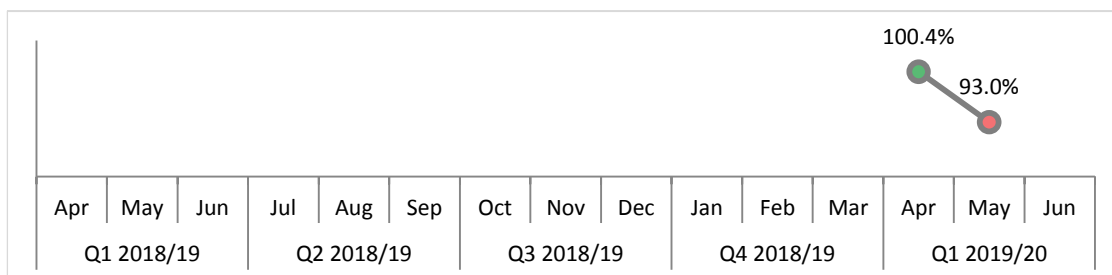 100.4%
93.0%
Apr May Jun Jul Aug Sep Oct Nov Dec Jan Feb Mar Apr May Jun
Q1 2018/19 Q2 2018/19 Q3 2018/19 Q4 2018/19 Q1 2019/20